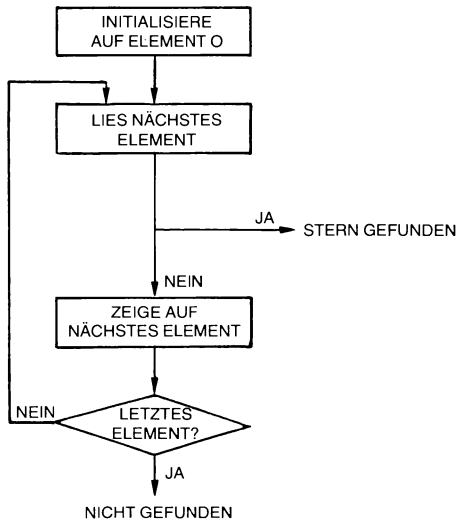 INITIALISIERE
AUF ELEMENT O
LIES NÄCHSTES
ELEMENT
JA
STERN GEFUNDEN
NEIN
ZEIGE AUF
NÄCHSTES ELEMENT
NEIN
LETZTES
ELEMENT?
JA
NICHT GEFUNDEN